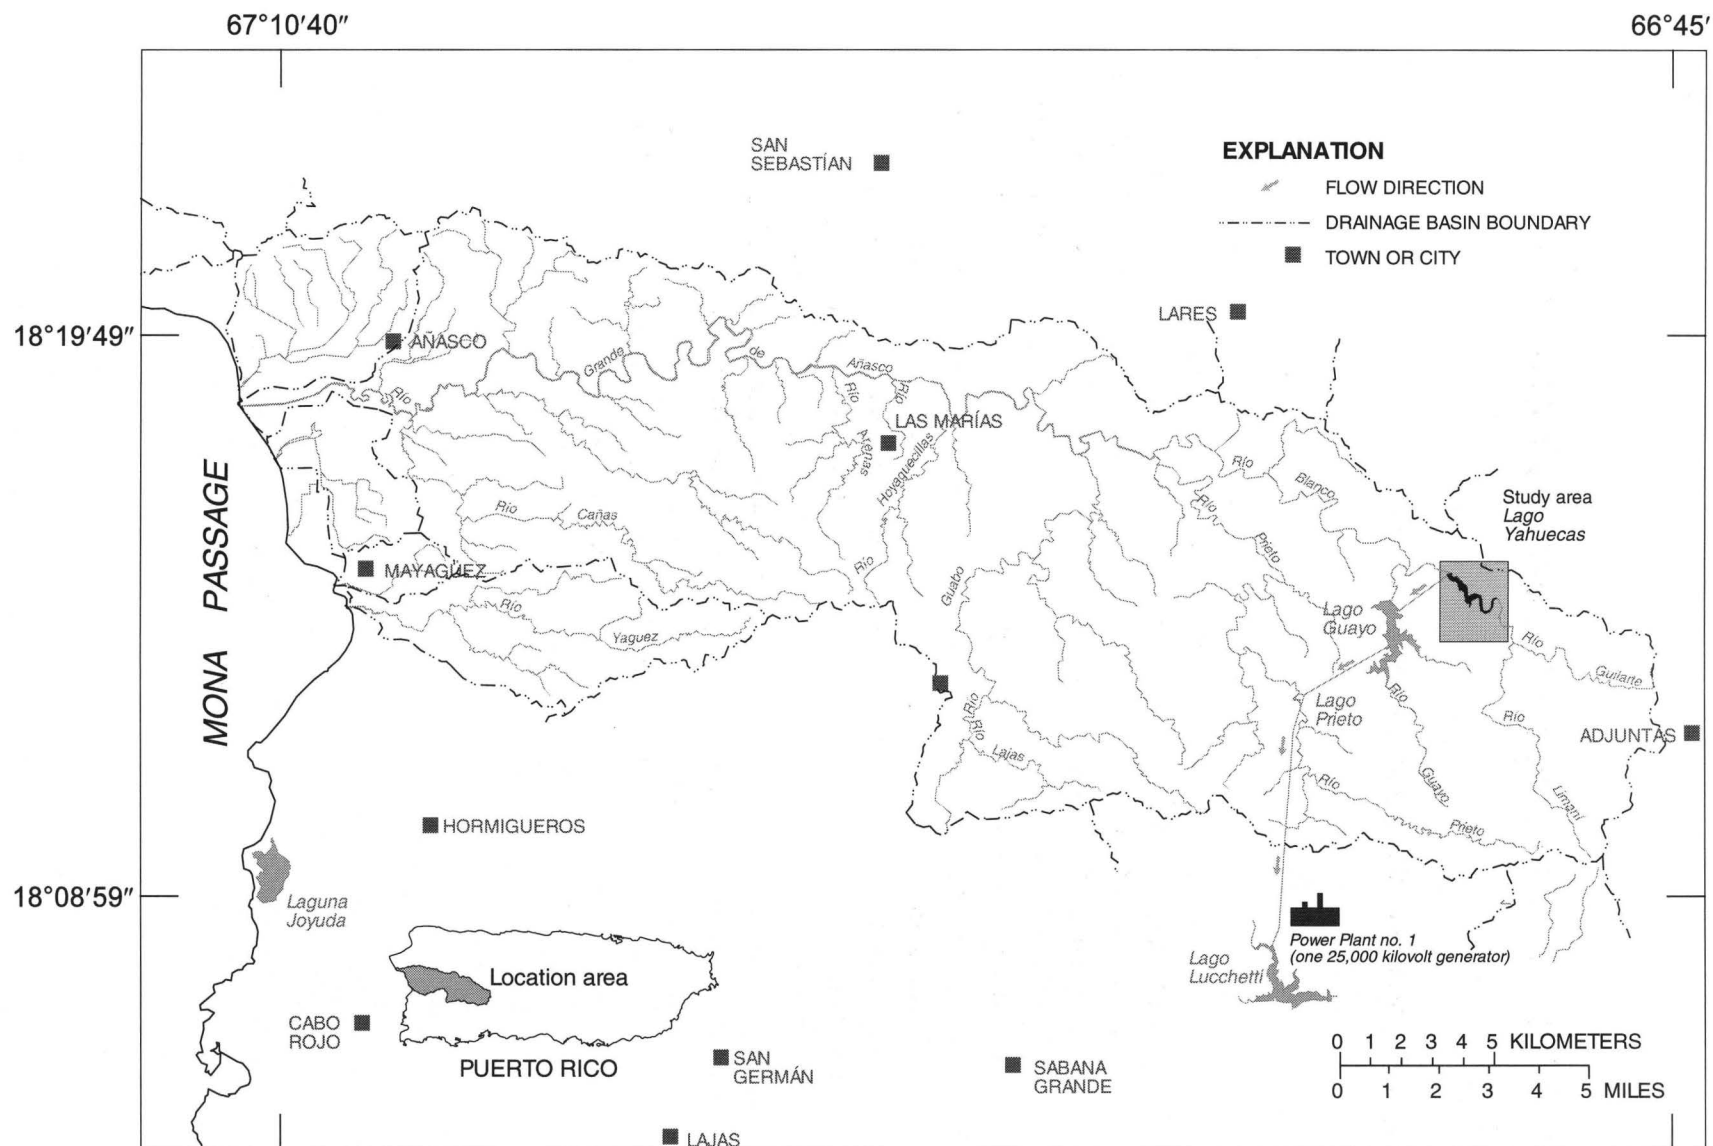 67°10′40″
66°45′
SAN
SEBASTÍAN
EXPLANATION
FLOW DIRECTION
DRAINAGE BASIN BOUNDARY
TOWN OR CITY
LARES
18°19′49″
AÑASCO
Río
Grande
de
Añasco
Río
Arenas
Río
Hoyaguecillas
LAS MARÍAS
Río
Blanco
Río
Prieto
Study area
Lago
Yahuecas
MONA PASSAGE
Río
Cañas
MAYAGÜEZ
Río
Yaguez
Río
Guabo
Lago
Guayo
Río
Guilarte
Río
Río
Lajas
Lago
Prieto
Río
Guayo
Río
Limaní
ADJUNTAS
Río
Prieto
HORMIGUEROS
18°08′59″
Laguna
Joyuda
Power Plant no. 1
(one 25,000 kilovolt generator)
Lago
Lucchetti
Location area
PUERTO RICO
CABO
ROJO
SAN
GERMÁN
SABANA
GRANDE
LAJAS
0 1 2 3 4 5 KILOMETERS
0 1 2 3 4 5 MILES